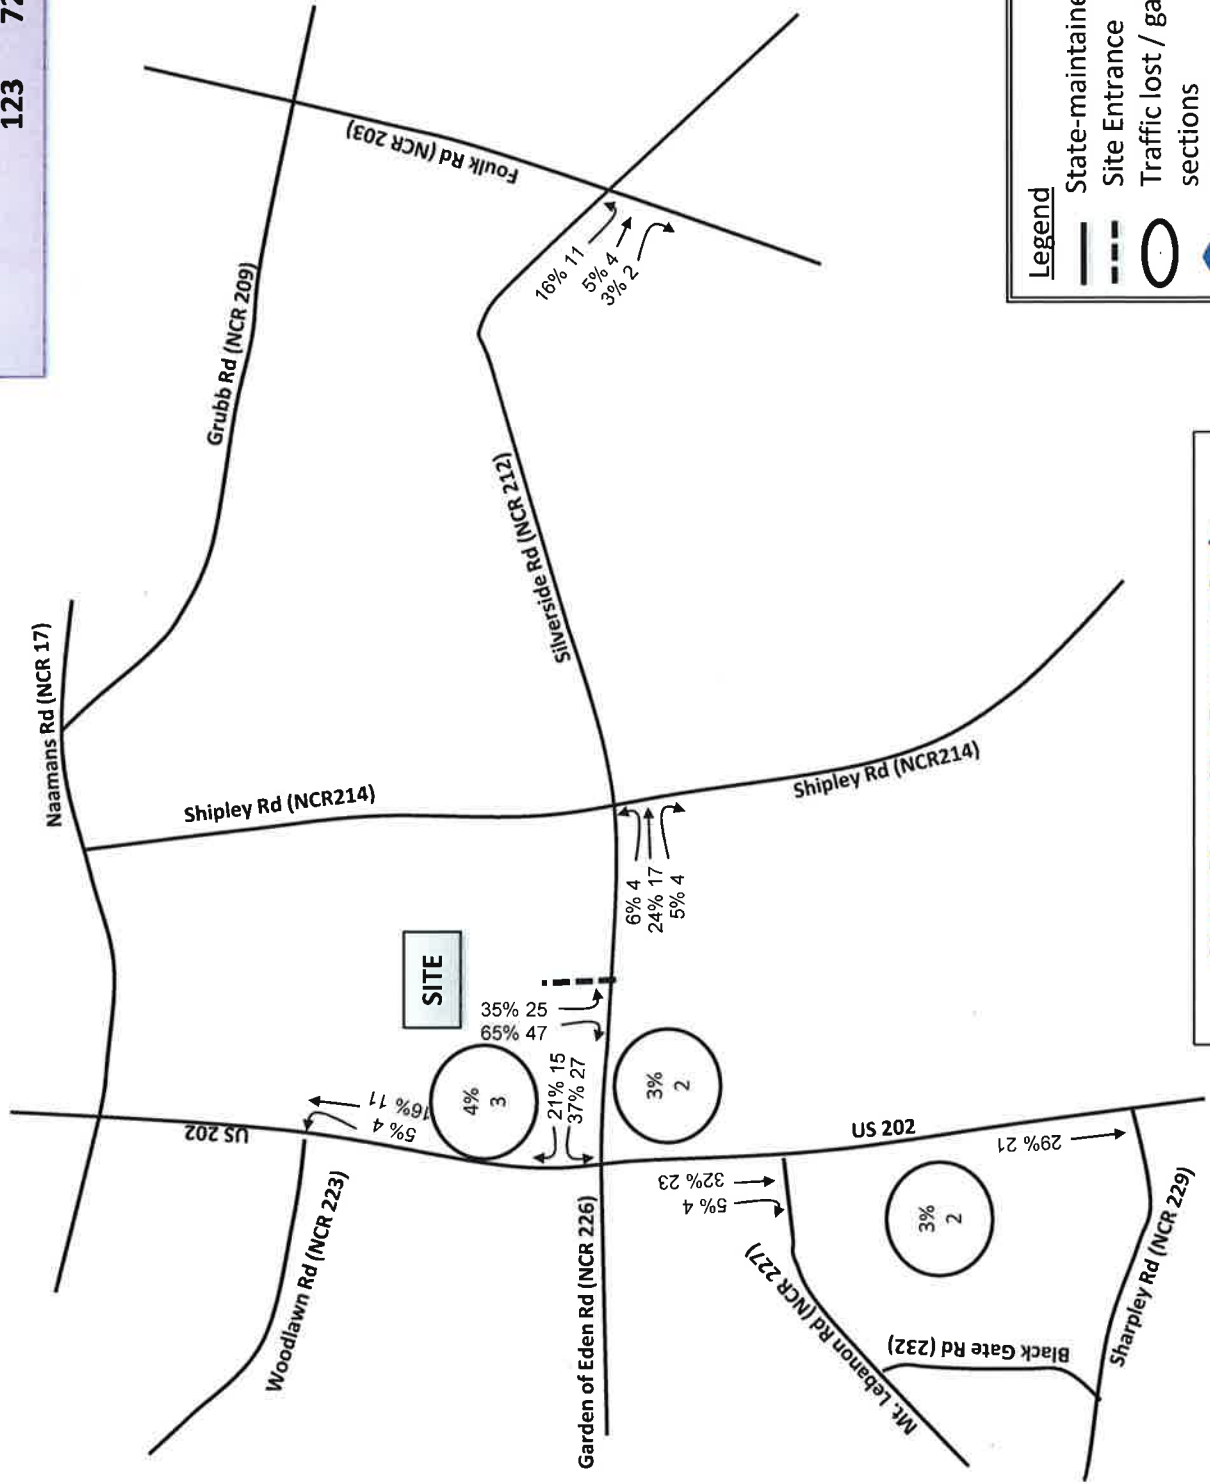 123 72
Naamans Rd (NCR 17)
Grubb Rd (NCR 209)
Foulk Rd (NCR 203)
Shipley Rd (NCR214)
Silverside Rd (NCR 212)
16% 11
5% 4
3% 2
Shipley Rd (NCR214)
6% 4
24% 17
5% 4
SITE
35% 25
65% 47
US 202
16% 11
5% 4
4%
3
21% 15
37% 27
3%
2
Woodlawn Rd (NCR 223)
Garden of Eden Rd (NCR 226)
US 202
32% 23
5% 4
29% 21
3%
2
Mt. Lebanon Rd (NCR 227)
Black Gate Rd (232)
Sharpley Rd (NCR 229)
Legend
State-maintaine
Site Entrance
Traffic lost / ga
sections